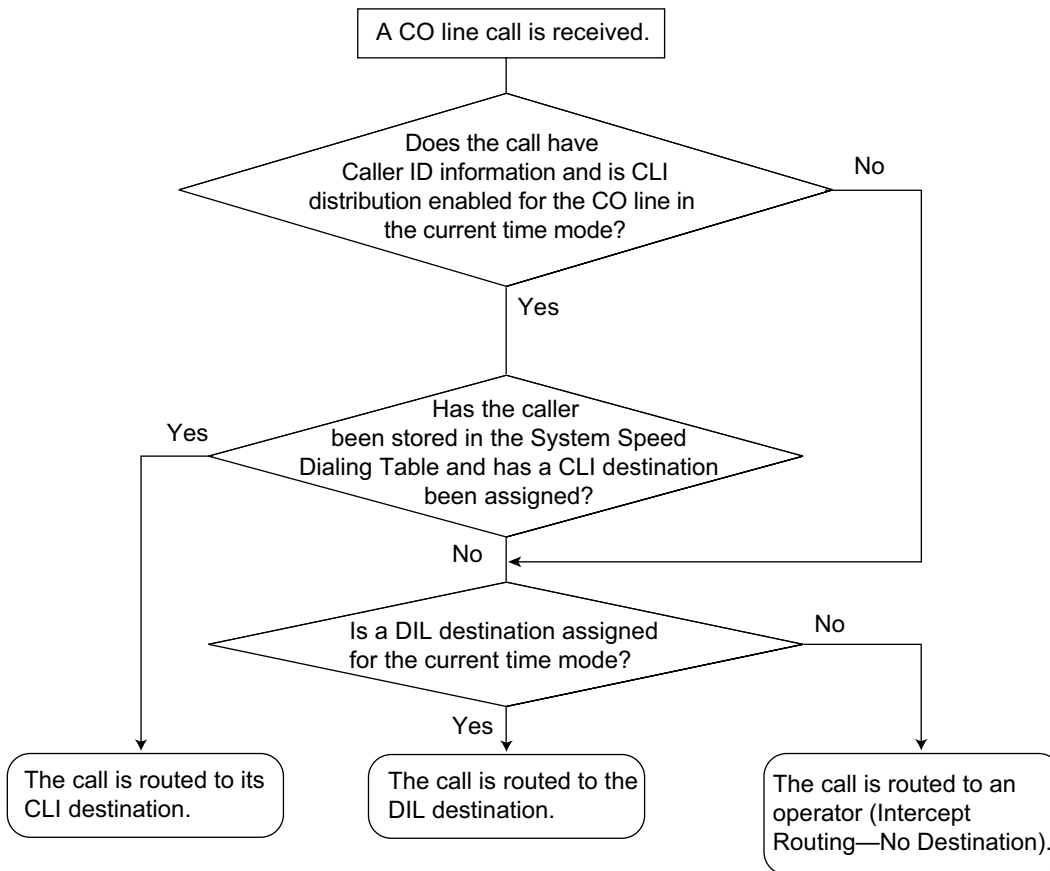 A CO line call is received.
Does the call have
Caller ID information and is CLI
distribution enabled for the CO line in
the current time mode?
No
Yes
Has the caller
been stored in the System Speed
Dialing Table and has a CLI destination
been assigned?
Yes
No
Is a DIL destination assigned
for the current time mode?
No
Yes
The call is routed to its
CLI destination.
The call is routed to the
DIL destination.
The call is routed to an
operator (Intercept
Routing—No Destination).